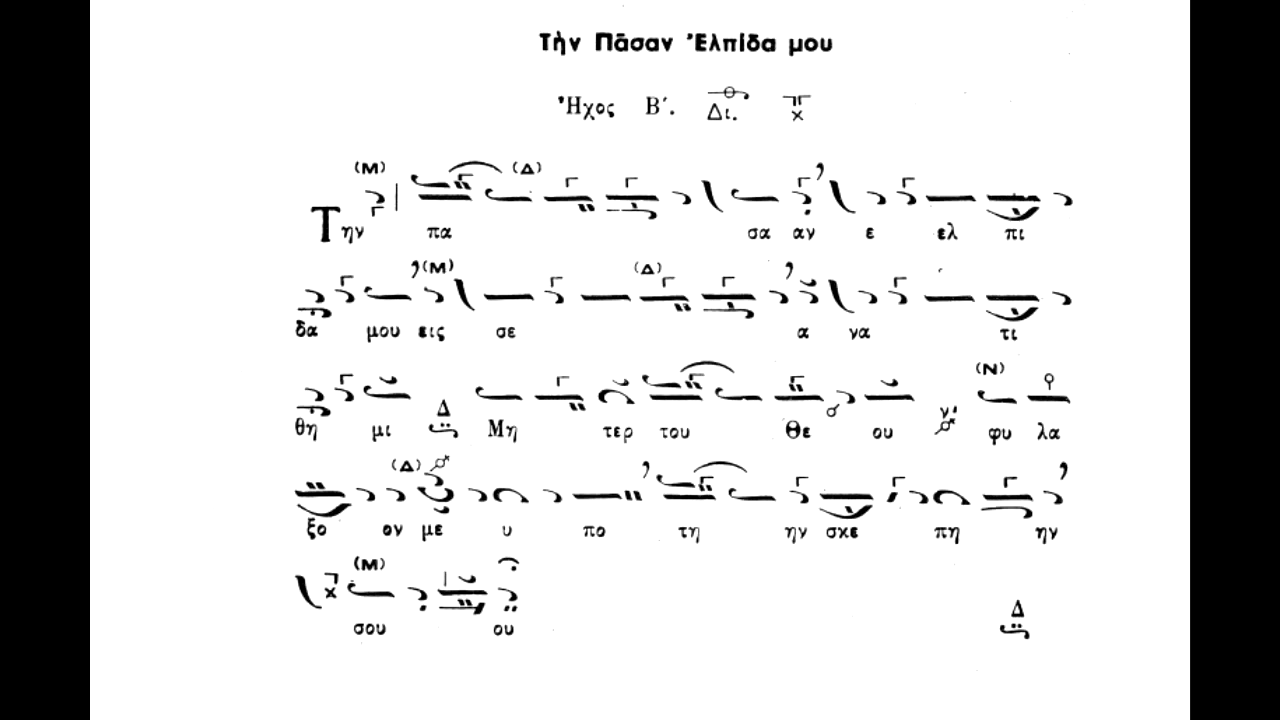 Τὴν Πᾶσαν Ἐλπίδα μου
Ἦχος Β΄. Δι. χ
(Μ) (Δ)
Την πα σα αν ε ελ πι
(Μ) (Δ)
δα μου εις σε α να τι
(Ν)
θη μι Δ Μη τερ του Θε ου ν' φυ λα
(Δ)
ξο ον με υ πο τη ην σκε πη ην
χ (Μ)
σου ου Δ